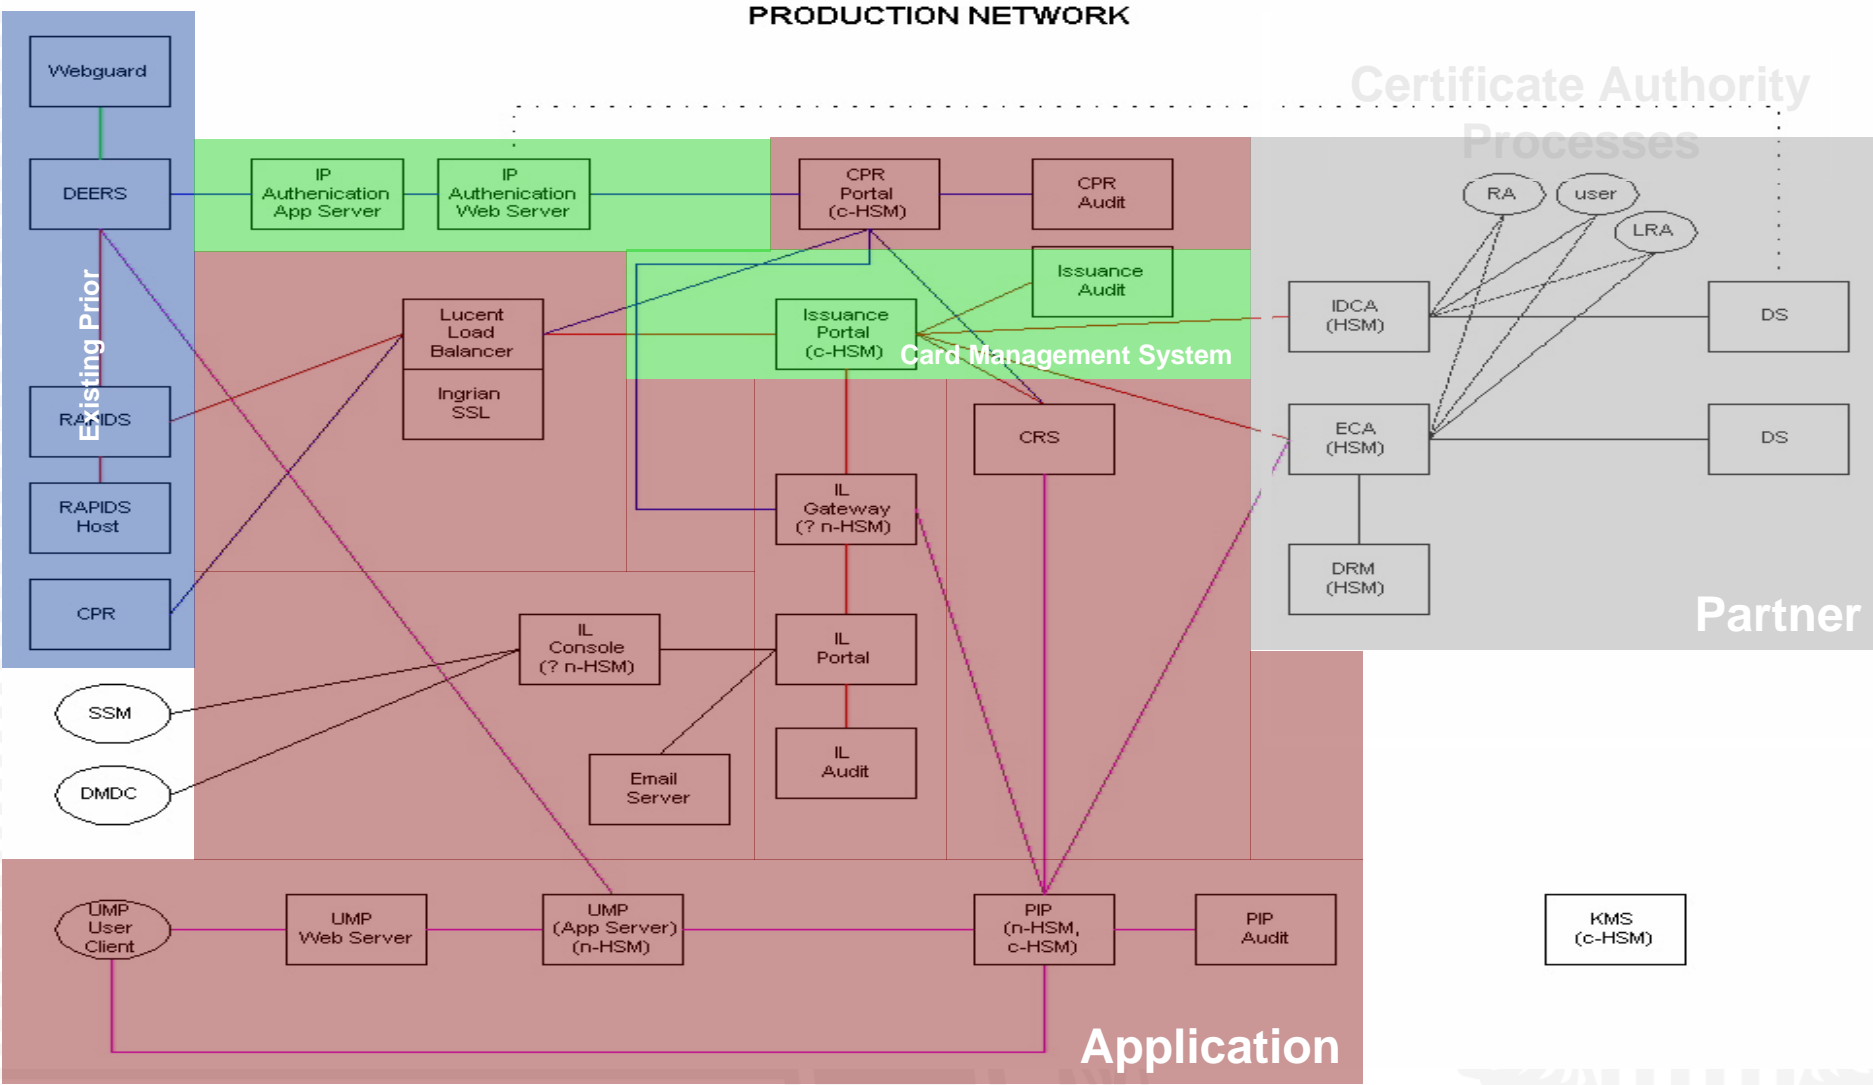 PRODUCTION NETWORK
Certificate Authority
Processes
Webguard
DEERS
IP
Authenication
App Server
IP
Authenication
Web Server
CPR
Portal
(c-HSM)
CPR
Audit
RA
user
LRA
Existing Prior
Lucent
Load
Balancer
Ingrian
SSL
Issuance
Portal
(c-HSM)
Issuance
Audit
Card Management System
IDCA
(HSM)
DS
RAPIDS
CRS
ECA
(HSM)
DS
RAPIDS
Host
IL
Gateway
(? n-HSM)
DRM
(HSM)
Partner
CPR
IL
Console
(? n-HSM)
IL
Portal
SSM
DMDC
Email
Server
IL
Audit
UMP
User
Client
UMP
Web Server
UMP
(App Server)
(n-HSM)
PIP
(n-HSM,
c-HSM)
PIP
Audit
KMS
(c-HSM)
Application